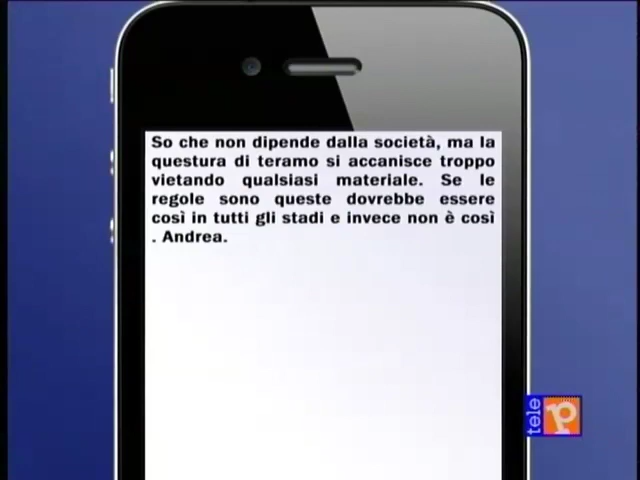 So che non dipende dalla società, ma la
questura di teramo si accanisce troppo
vietando qualsiasi materiale. Se le
regole sono queste dovrebbe essere
così in tutti gli stadi e invece non è così
. Andrea.
tele
p